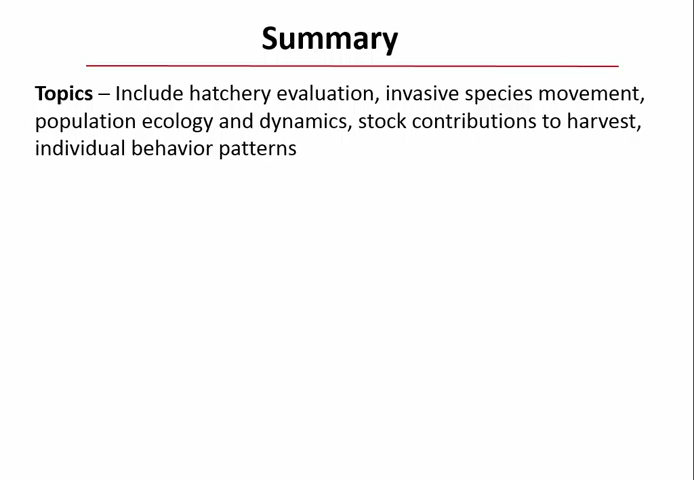 Summary
Topics – Include hatchery evaluation, invasive species movement,
population ecology and dynamics, stock contributions to harvest,
individual behavior patterns